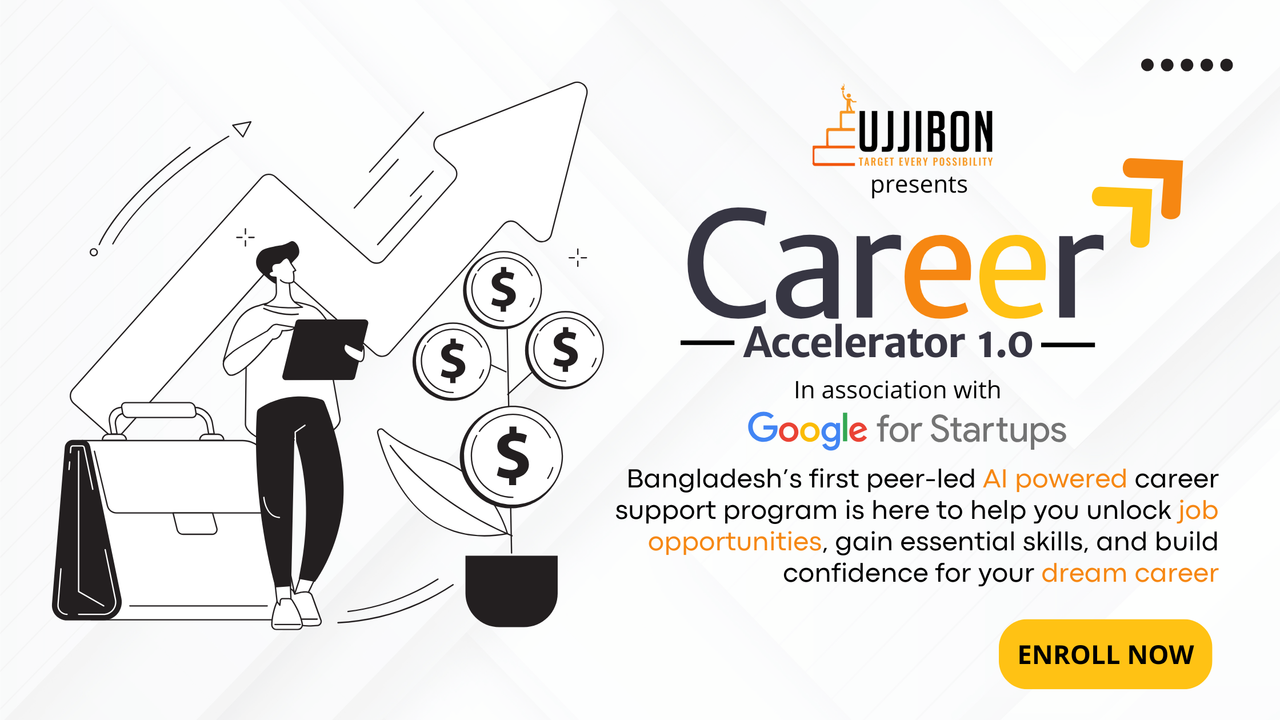 UJJIBON
TARGET EVERY POSSIBILITY
presents
Career
Accelerator 1.0
In association with
Google for Startups
Bangladesh's first peer-led AI powered career
support program is here to help you unlock job
opportunities, gain essential skills, and build
confidence for your dream career
ENROLL NOW
$
$
$
$